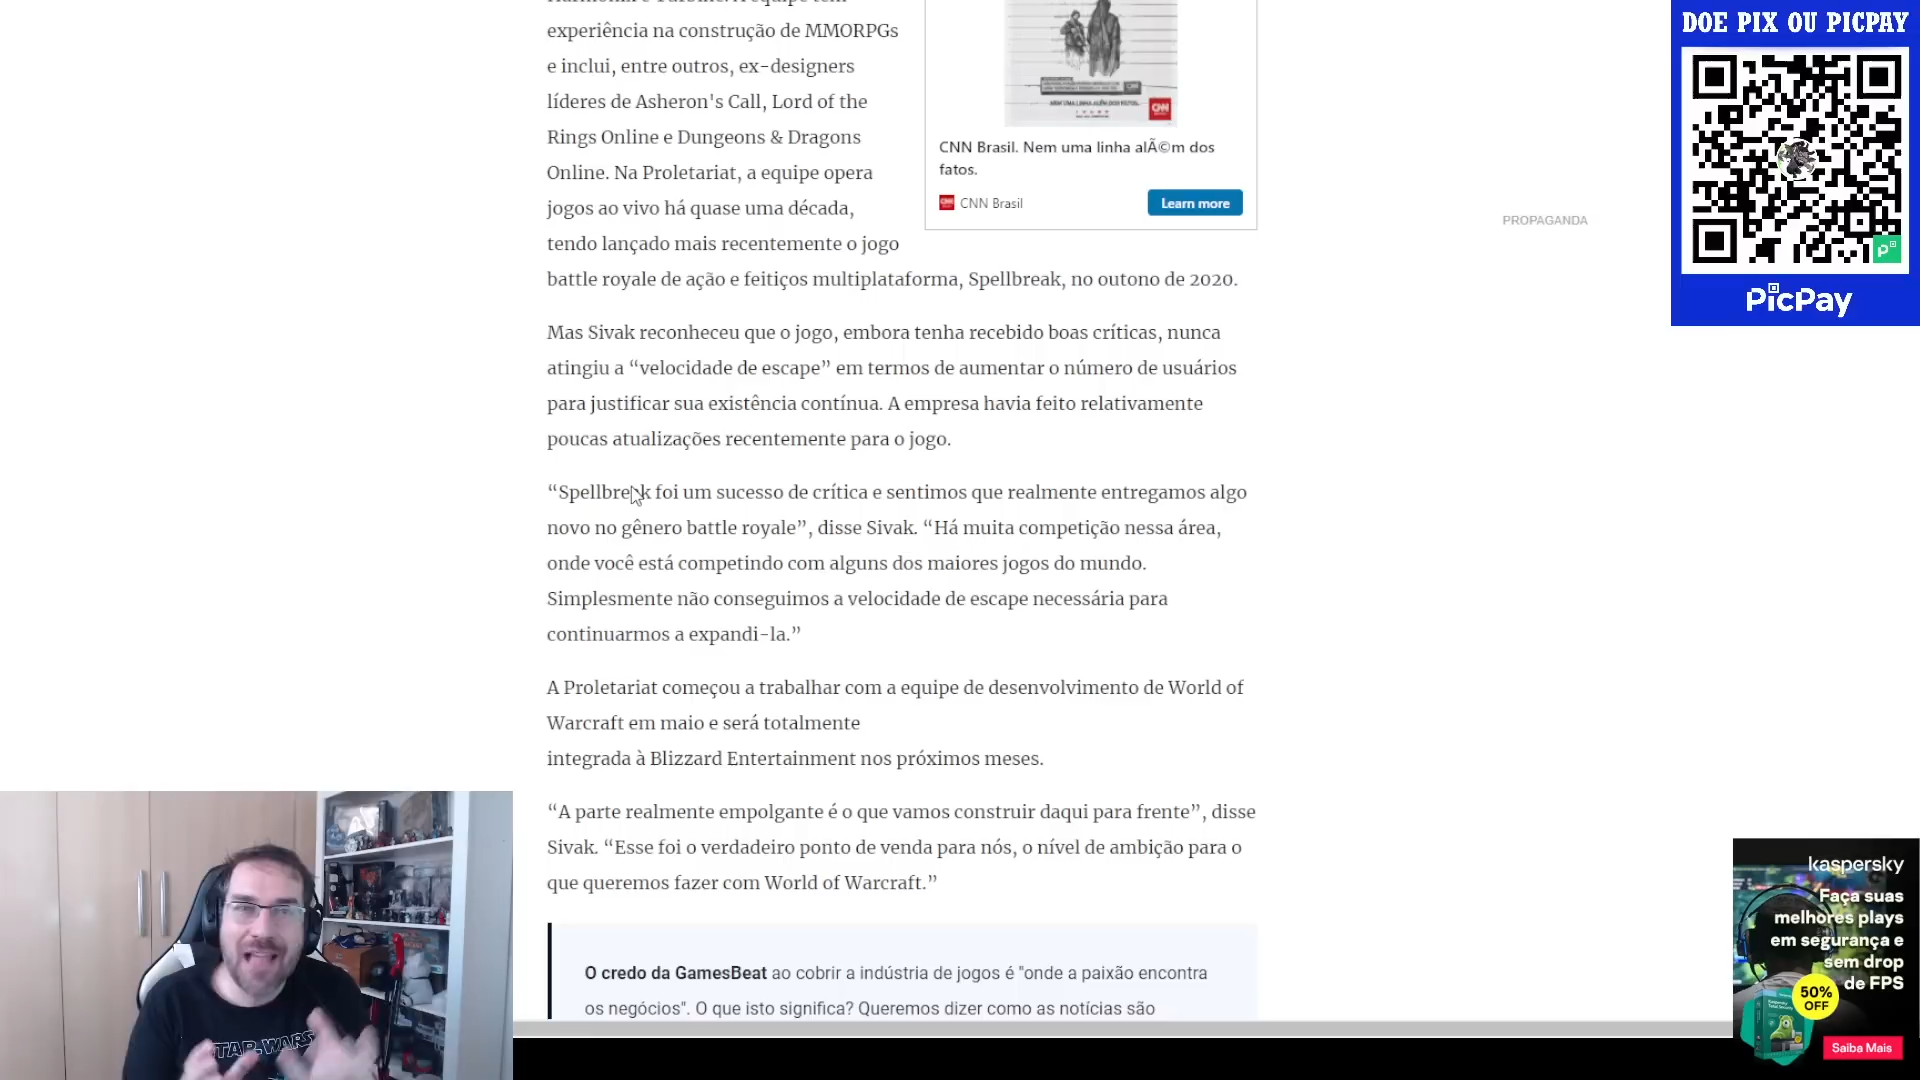 experiência na construção de MMORPGs
e inclui, entre outros, ex-designers
líderes de Asheron's Call, Lord of the
Rings Online e Dungeons & Dragons
Online. Na Proletariat, a equipe opera
jogos ao vivo há quase uma década,
tendo lançado mais recentemente o jogo
battle royale de ação e feitiços multiplataforma, Spellbreak, no outono de 2020.
CNN
CNN Brasil. Nem uma linha alÃ©m dos
fatos.
CNN Brasil
Learn more
PROPAGANDA
DOE PIX OU PICPAY
PicPay
Mas Sivak reconheceu que o jogo, embora tenha recebido boas críticas, nunca
atingiu a “velocidade de escape” em termos de aumentar o número de usuários
para justificar sua existência contínua. A empresa havia feito relativamente
poucas atualizações recentemente para o jogo.
“Spellbreak foi um sucesso de crítica e sentimos que realmente entregamos algo
novo no gênero battle royale”, disse Sivak. “Há muita competição nessa área,
onde você está competindo com alguns dos maiores jogos do mundo.
Simplesmente não conseguimos a velocidade de escape necessária para
continuarmos a expandi-la.”
A Proletariat começou a trabalhar com a equipe de desenvolvimento de World of
Warcraft em maio e será totalmente
integrada à Blizzard Entertainment nos próximos meses.
“A parte realmente empolgante é o que vamos construir daqui para frente”, disse
Sivak. “Esse foi o verdadeiro ponto de venda para nós, o nível de ambição para o
que queremos fazer com World of Warcraft.”
O credo da GamesBeat ao cobrir a indústria de jogos é "onde a paixão encontra
os negócios". O que isto significa? Queremos dizer como as notícias são
STAR WARS
kaspersky
Faça suas
melhores plays
em segurança e
sem drop
de FPS
50%
OFF
Saiba Mais